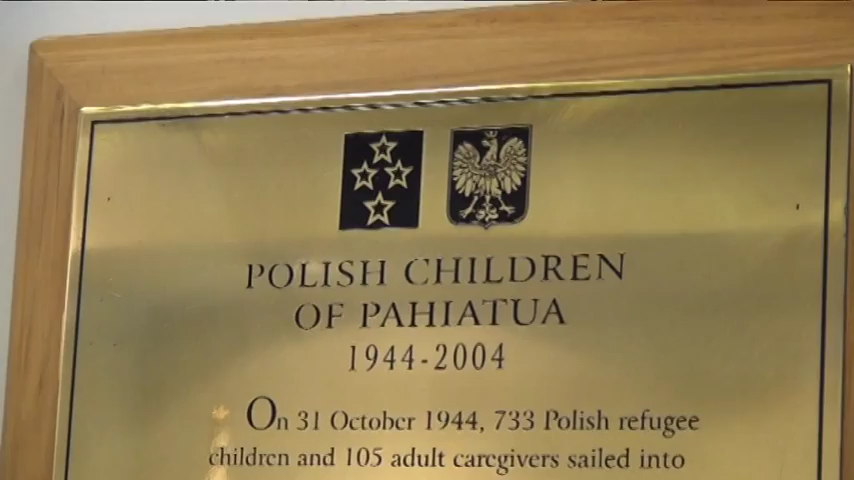 POLISH CHILDREN
OF PAHIATUA
1944-2004
On 31 October 1944, 733 Polish refugee
children and 105 adult caregivers sailed into